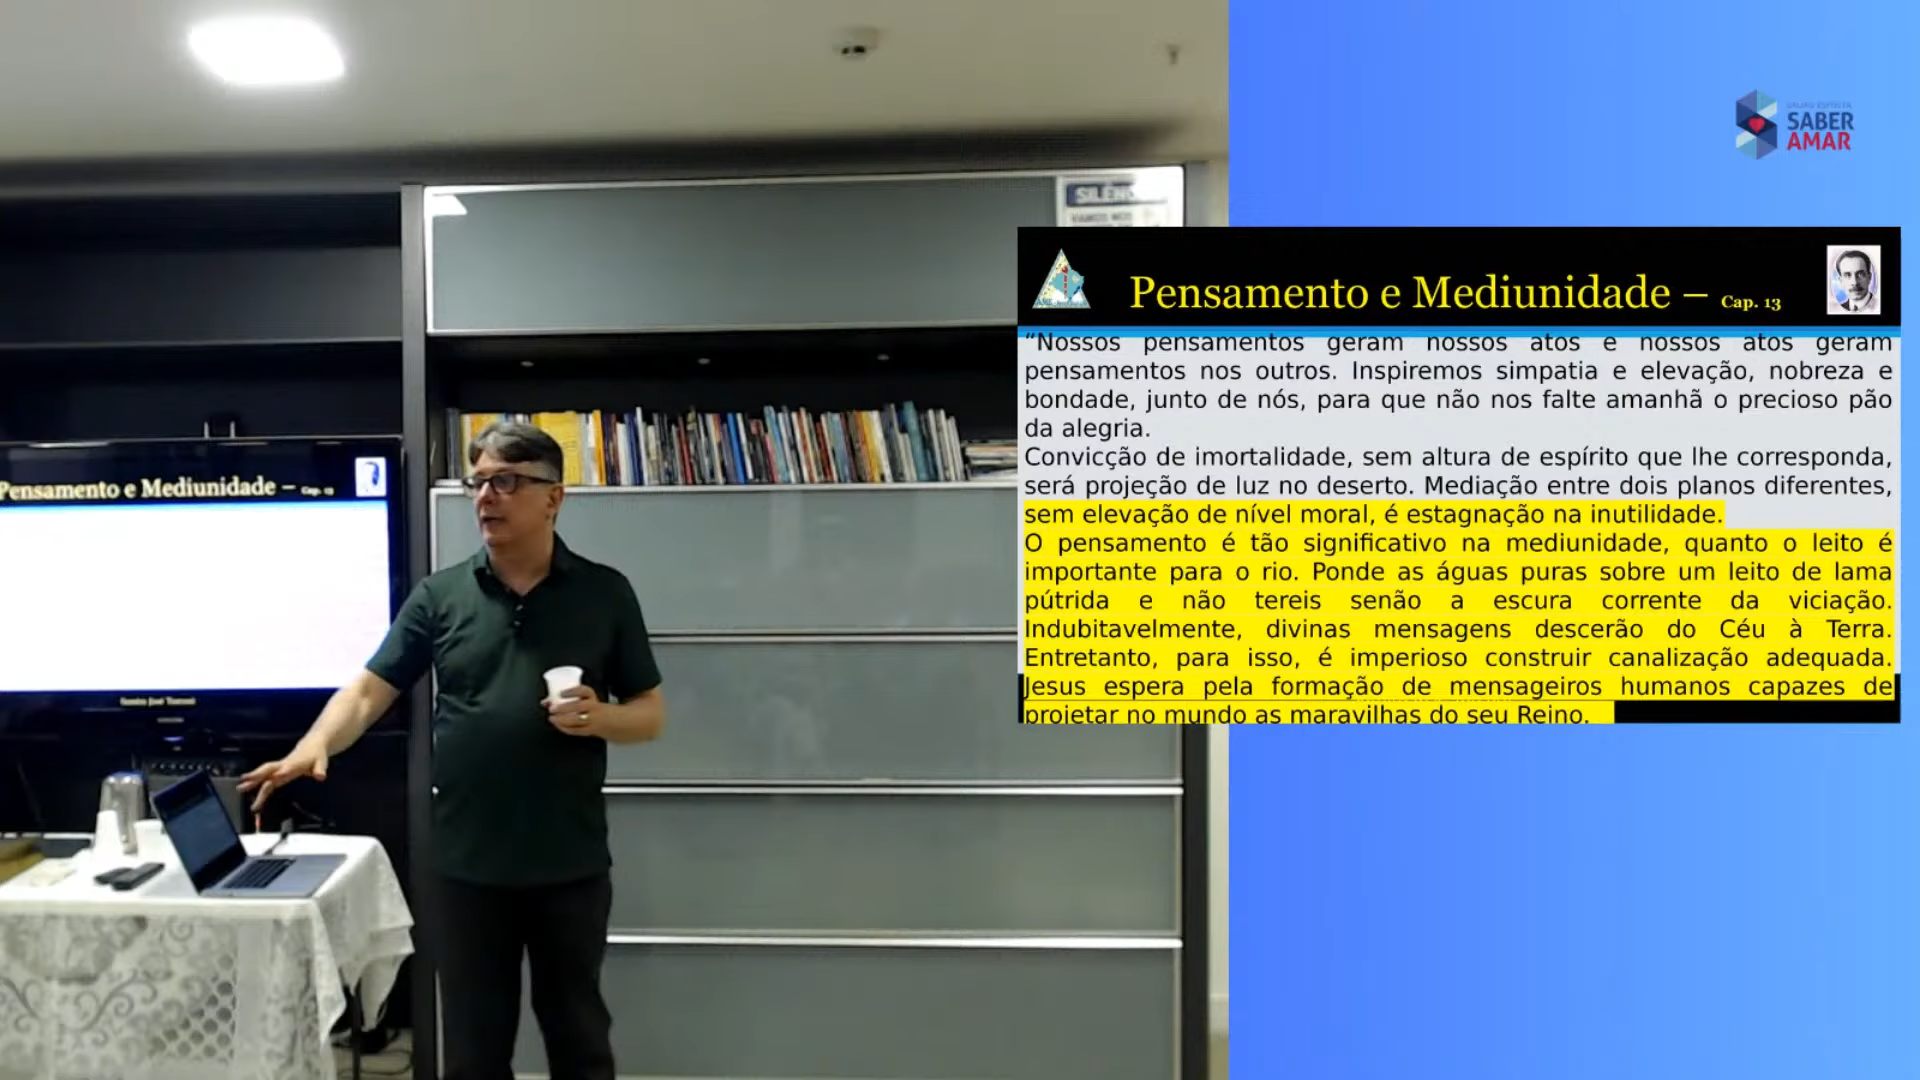 GRUPO ESPÍRITA
SABER
AMAR
SILÊNCIO
VAMOS NOS
Pensamento e Mediunidade – Cap. 13
“Nossos pensamentos geram nossos atos e nossos atos geram
pensamentos nos outros. Inspiremos simpatia e elevação, nobreza e
bondade, junto de nós, para que não nos falte amanhã o precioso pão
da alegria.
Convicção de imortalidade, sem altura de espírito que lhe corresponda,
será projeção de luz no deserto. Mediação entre dois planos diferentes,
sem elevação de nível moral, é estagnação na inutilidade.
O pensamento é tão significativo na mediunidade, quanto o leito é
importante para o rio. Ponde as águas puras sobre um leito de lama
pútrida e não tereis senão a escura corrente da viciação.
Indubitavelmente, divinas mensagens descerão do Céu à Terra.
Entretanto, para isso, é imperioso construir canalização adequada.
Jesus espera pela formação de mensageiros humanos capazes de
projetar no mundo as maravilhas do seu Reino.
Pensamento e Mediunidade – Cap. 13